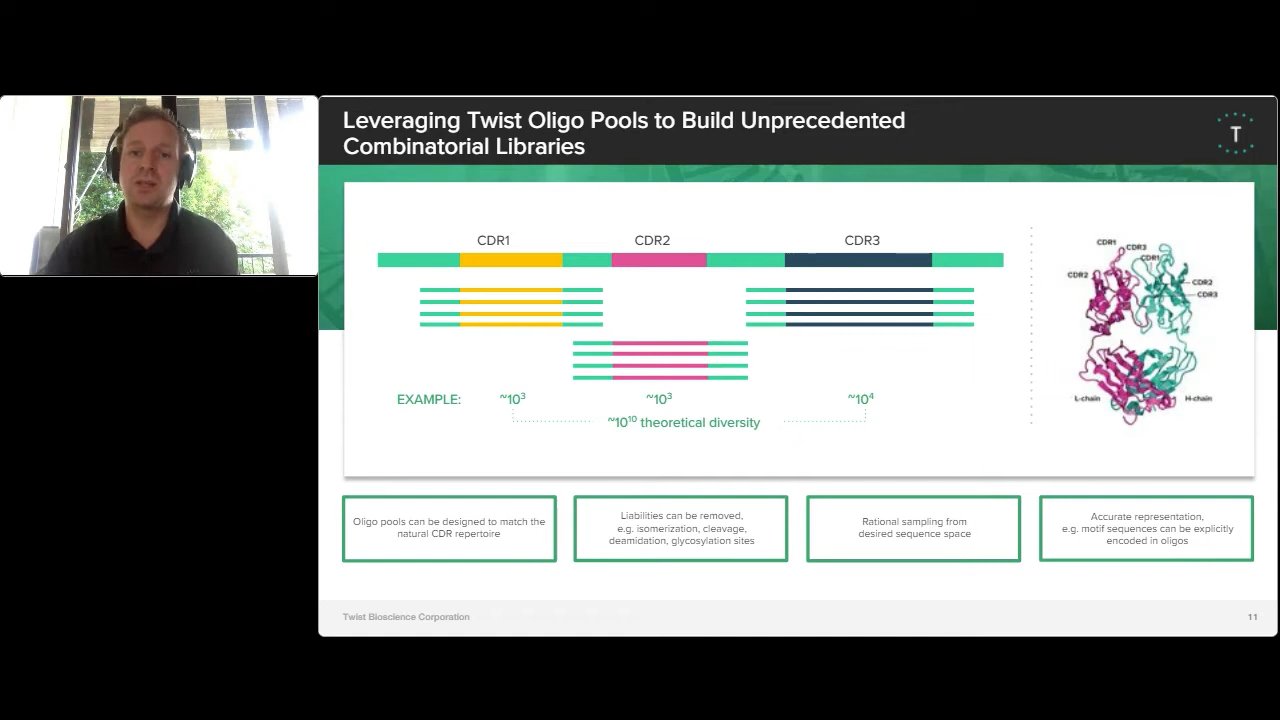 Leveraging Twist Oligo Pools to Build Unprecedented
Combinatorial Libraries
T
CDR1
CDR2
CDR3
EXAMPLE:
~10³
~10³
~10⁴
~10¹⁰ theoretical diversity
CDR1
CDR3
CDR1
CDR2
CDR2
CDR3
L-chain
H-chain
Oligo pools can be designed to match the
natural CDR repertoire
Liabilities can be removed,
e.g. isomerization, cleavage,
deamidation, glycosylation sites
Rational sampling from
desired sequence space
Accurate representation,
e.g. motif sequences can be explicitly
encoded in oligos
Twist Bioscience Corporation
11